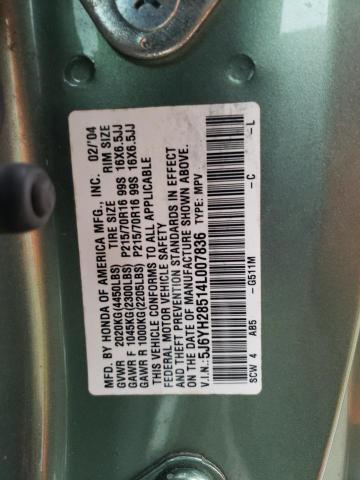 MFD. BY HONDA OF AMERICA MFG., INC. 02/'04
TIRE SIZE RIM SIZE
GVWR 2020KG(4450LBS)
GAWR F 1045KG(2300LBS) P215/70R16 99S 16X6.5JJ
GAWR R 1000KG(2205LBS) P215/70R16 99S 16X6.5JJ
THIS VEHICLE CONFORMS TO ALL APPLICABLE
FEDERAL MOTOR VEHICLE SAFETY AND
THEFT PREVENTION STANDARDS IN EFFECT
ON THE DATE OF MANUFACTURE SHOWN ABOVE.
V.I.N.: 5J6YH28514L007836 TYPE: MPV
SCW 4 A85 -G511M -C -L